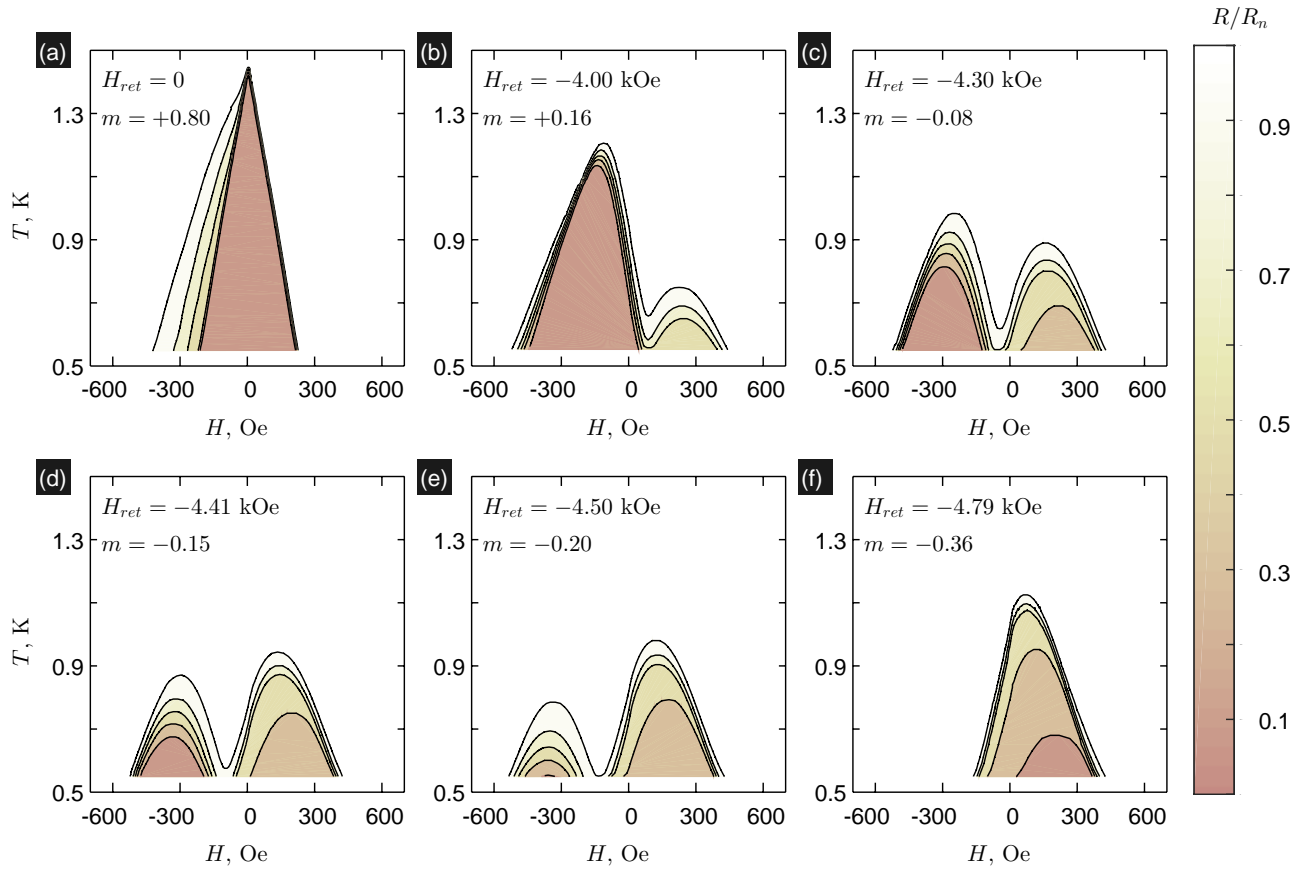 R/Rₙ
(a)
H_ret = 0
m = +0.80
(b)
H_ret = −4.00 kOe
m = +0.16
(c)
H_ret = −4.30 kOe
m = −0.08
T, K
1.3
0.9
0.5
-600 -300 0 300 600
H, Oe
1.3
0.9
0.5
-600 -300 0 300 600
H, Oe
1.3
0.9
0.5
-600 -300 0 300 600
H, Oe
(d)
H_ret = −4.41 kOe
m = −0.15
(e)
H_ret = −4.50 kOe
m = −0.20
(f)
H_ret = −4.79 kOe
m = −0.36
T, K
1.3
0.9
0.5
-600 -300 0 300 600
H, Oe
1.3
0.9
0.5
-600 -300 0 300 600
H, Oe
1.3
0.9
0.5
-600 -300 0 300 600
H, Oe
0.9
0.7
0.5
0.3
0.1